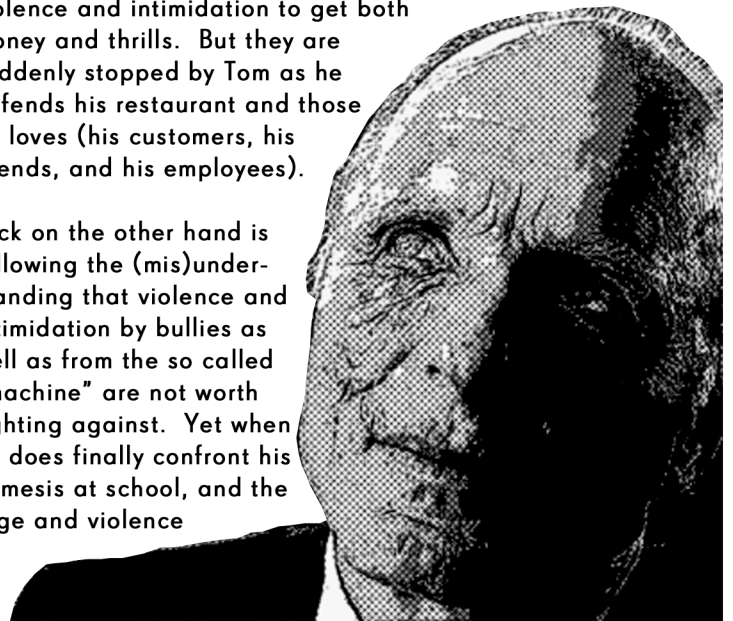 olence and intimidation to get both
oney and thrills.  But they are
uddenly stopped by Tom as he
fends his restaurant and those
loves (his customers, his
ends, and his employees).
ck on the other hand is
llowing the (mis)under-
anding that violence and
timidation by bullies as
ell as from the so called
machine” are not worth
ghting against.  Yet when
does finally confront his
mesis at school, and the
ge and violence